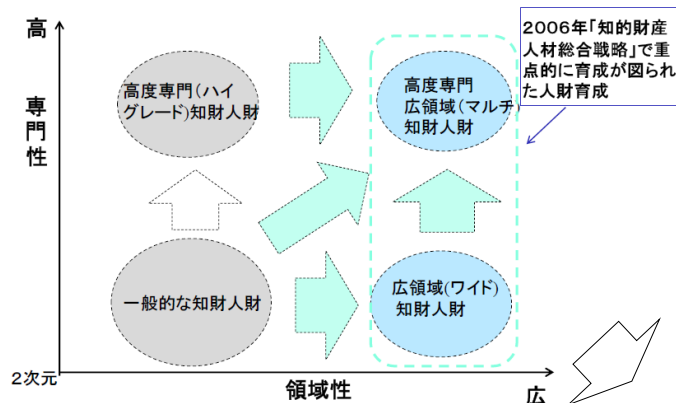 高
専
門
性
2006年「知的財産
人材総合戦略」で重
点的に育成が図られ
た人財育成
高度専門(ハイ
グレード)知財人財
高度専門
広領域(マルチ)
知財人財
一般的な知財人財
広領域(ワイド)
知財人財
2次元
領域性
広